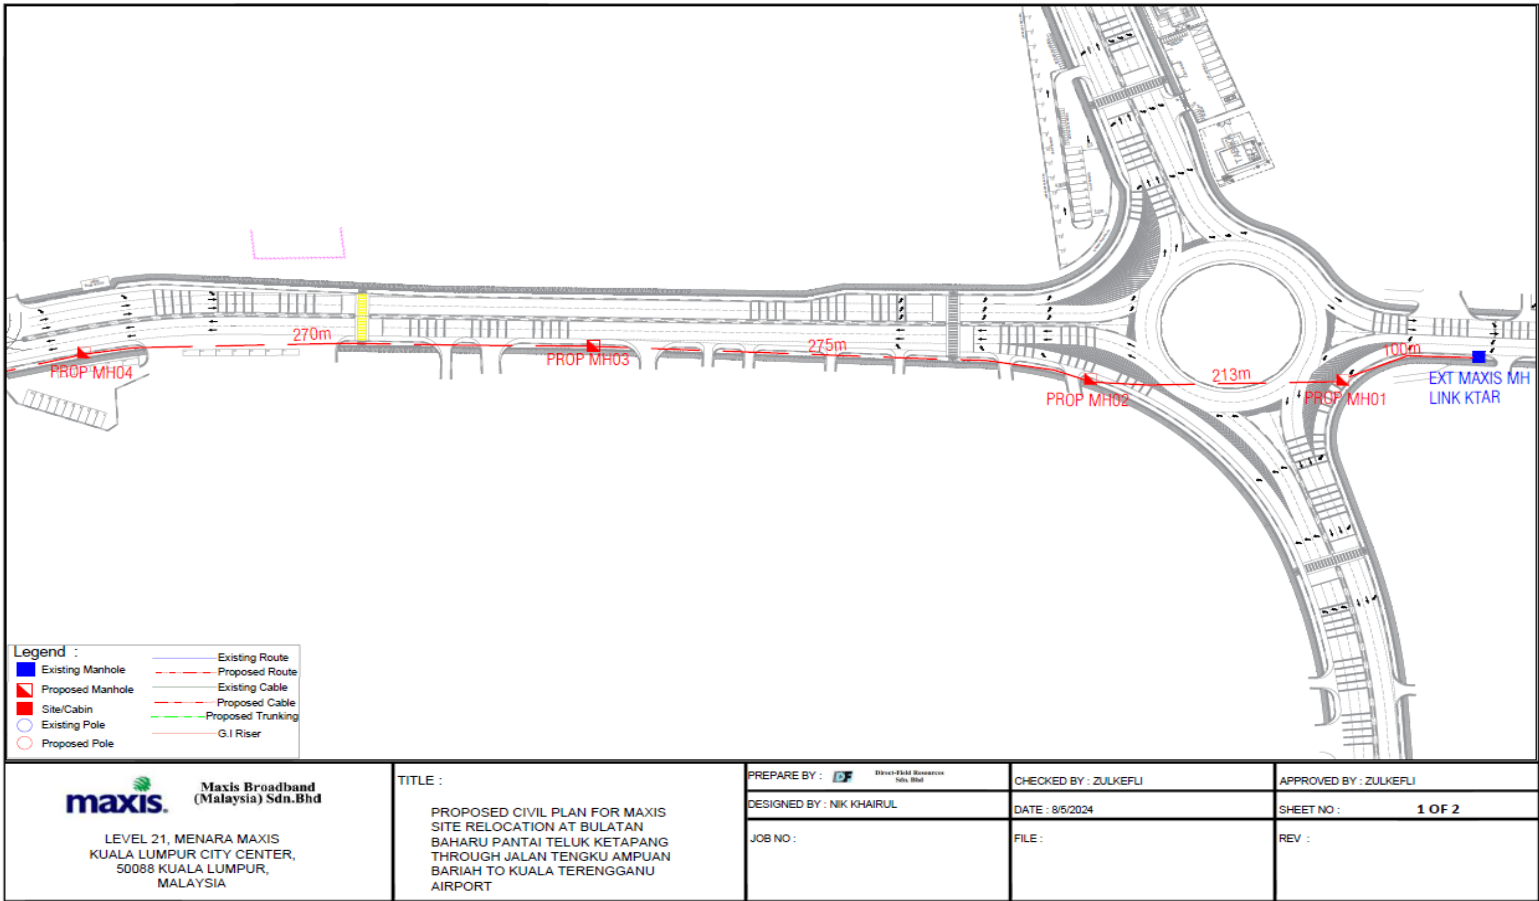 270m
PROP MH04
PROP MH03
275m
PROP MH02
213m
PROP MH01
100m
EXT MAXIS MH
LINK KTAR
Legend :
Existing Manhole
Proposed Manhole
Site/Cabin
Existing Pole
Proposed Pole
Existing Route
Proposed Route
Existing Cable
Proposed Cable
Proposed Trunking
G.I Riser
maxis.
Maxis Broadband
(Malaysia) Sdn.Bhd
LEVEL 21, MENARA MAXIS
KUALA LUMPUR CITY CENTER,
50088 KUALA LUMPUR,
MALAYSIA
TITLE :
PROPOSED CIVIL PLAN FOR MAXIS
SITE RELOCATION AT BULATAN
BAHARU PANTAI TELUK KETAPANG
THROUGH JALAN TENGKU AMPUAN
BARIAH TO KUALA TERENGGANU
AIRPORT
PREPARE BY :
Direct-Field Resources
Sdn. Bhd
DESIGNED BY : NIK KHAIRUL
JOB NO :
CHECKED BY : ZULKEFLI
DATE : 8/5/2024
FILE :
APPROVED BY : ZULKEFLI
SHEET NO : 1 OF 2
REV :